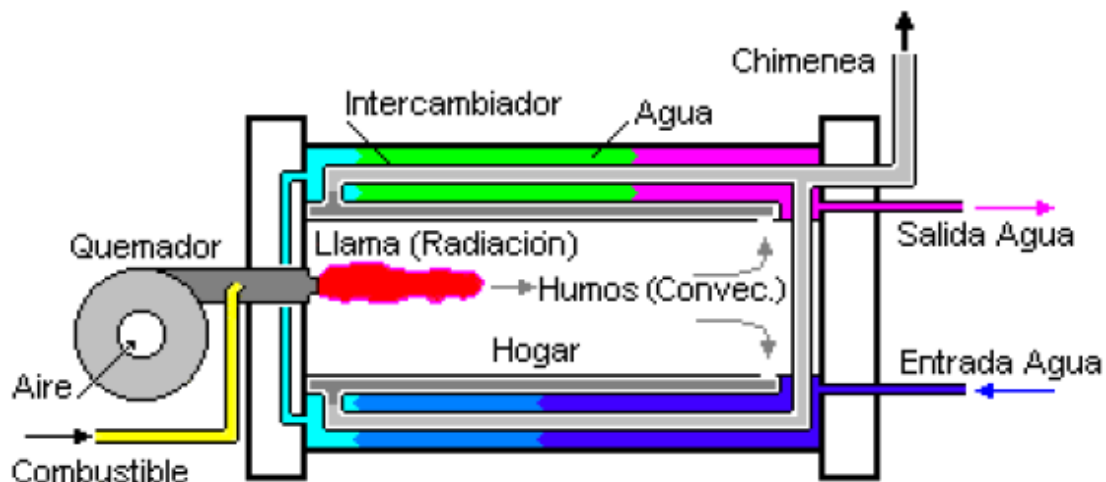 Chimenea
Intercambiador
Agua
Quemador
Llama (Radiación)
Salida Agua
Humos (Convec.)
Hogar
Entrada Agua
Aire
Combustible